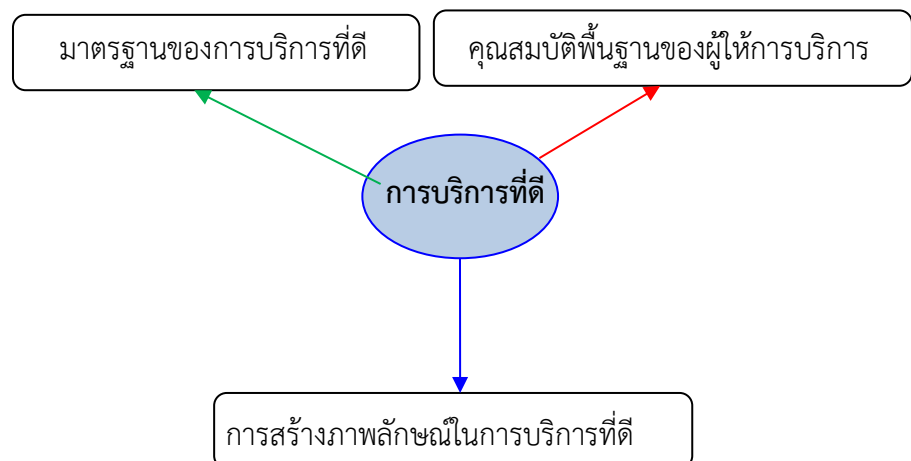 มาตรฐานของการบริการที่ดี
คุณสมบัติพื้นฐานของผู้ให้การบริการ
การบริการที่ดี
การสร้างภาพลักษณ์ในการบริการที่ดี